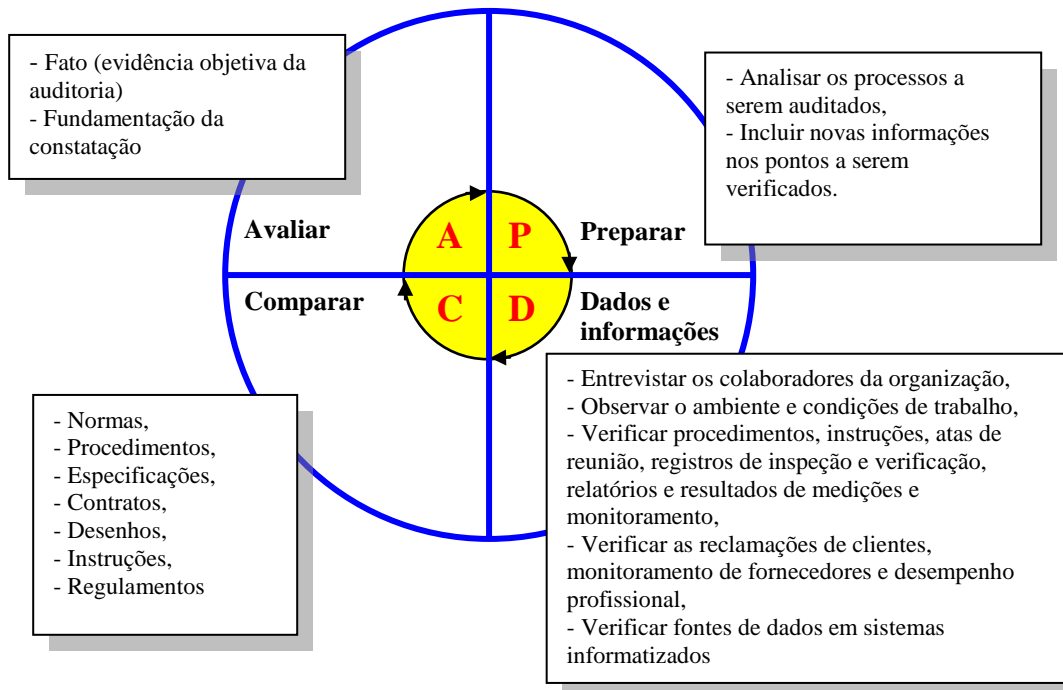 - Fato (evidência objetiva da
auditoria)
- Fundamentação da
constatação
- Analisar os processos a
serem auditados,
- Incluir novas informações
nos pontos a serem
verificados.
Avaliar
A
P
Preparar
Comparar
C
D
Dados e
informações
- Normas,
- Procedimentos,
- Especificações,
- Contratos,
- Desenhos,
- Instruções,
- Regulamentos
- Entrevistar os colaboradores da organização,
- Observar o ambiente e condições de trabalho,
- Verificar procedimentos, instruções, atas de
reunião, registros de inspeção e verificação,
relatórios e resultados de medições e
monitoramento,
- Verificar as reclamações de clientes,
monitoramento de fornecedores e desempenho
profissional,
- Verificar fontes de dados em sistemas
informatizados